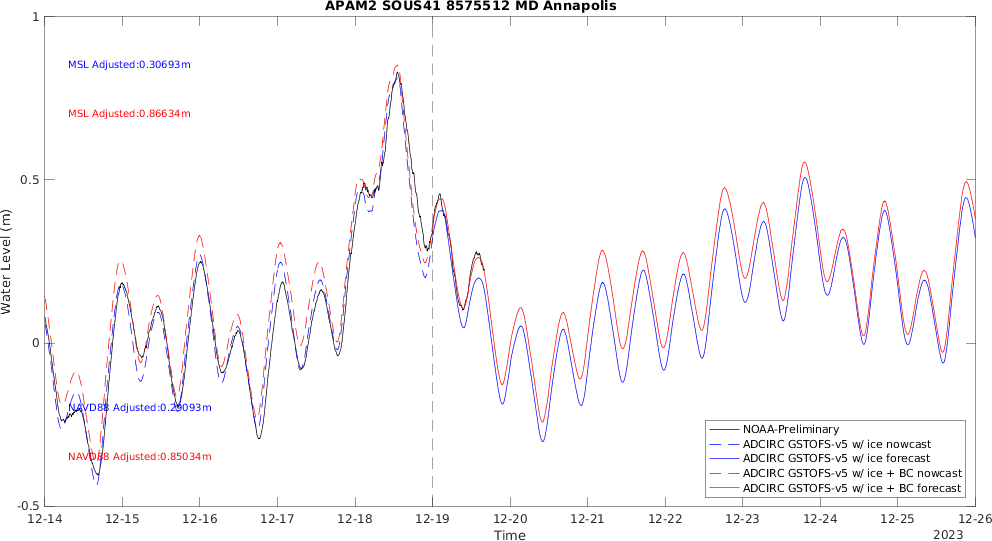 APAM2 SOUS41 8575512 MD Annapolis
1
MSL Adjusted:0.30693m
MSL Adjusted:0.86634m
0.5
Water Level (m)
0
NAVD88 Adjusted:0.29093m
NAVD88 Adjusted:0.85034m
-0.5
NOAA-Preliminary
ADCIRC GSTOFS-v5 w/ ice nowcast
ADCIRC GSTOFS-v5 w/ ice forecast
ADCIRC GSTOFS-v5 w/ ice + BC nowcast
ADCIRC GSTOFS-v5 w/ ice + BC forecast
12-14 12-15 12-16 12-17 12-18 12-19 12-20 12-21 12-22 12-23 12-24 12-25 12-26
Time
2023